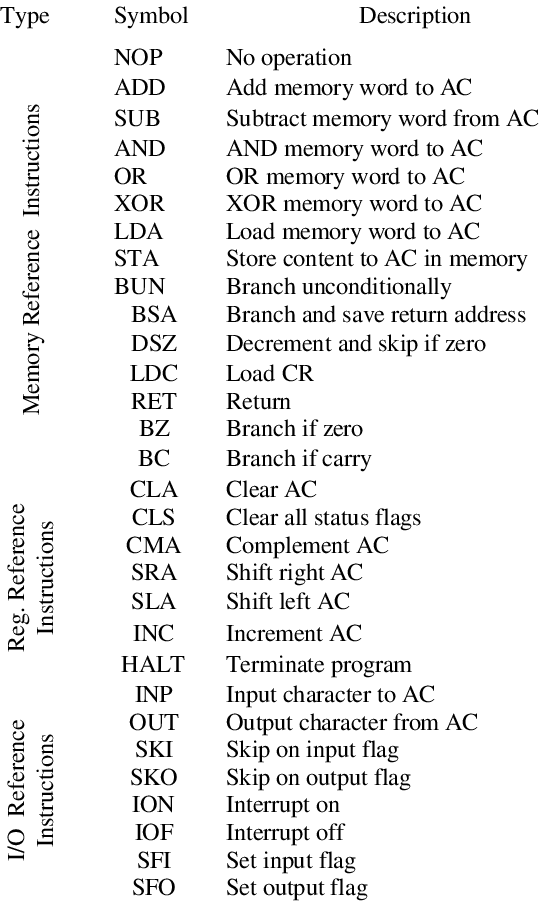 Type Symbol Description
NOP No operation
ADD Add memory word to AC
SUB Subtract memory word from AC
AND AND memory word to AC
OR OR memory word to AC
XOR XOR memory word to AC
LDA Load memory word to AC
STA Store content to AC in memory
BUN Branch unconditionally
BSA Branch and save return address
DSZ Decrement and skip if zero
LDC Load CR
RET Return
BZ Branch if zero
BC Branch if carry
Memory Reference Instructions
CLA Clear AC
CLS Clear all status flags
CMA Complement AC
SRA Shift right AC
SLA Shift left AC
INC Increment AC
HALT Terminate program
Reg. Reference
Instructions
INP Input character to AC
OUT Output character from AC
SKI Skip on input flag
SKO Skip on output flag
ION Interrupt on
IOF Interrupt off
SFI Set input flag
SFO Set output flag
I/O Reference
Instructions